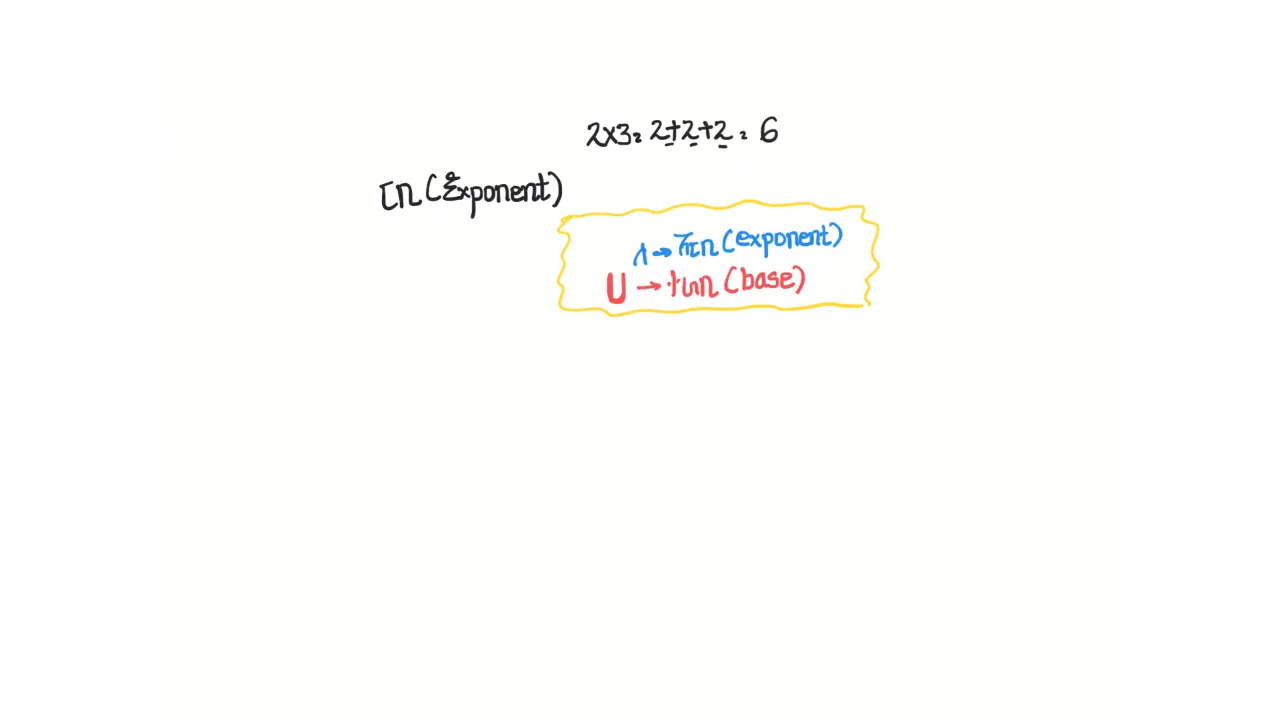 2x3=2+2+2=6
(Exponent)
ለ → (exponent)
ሀ → (base)